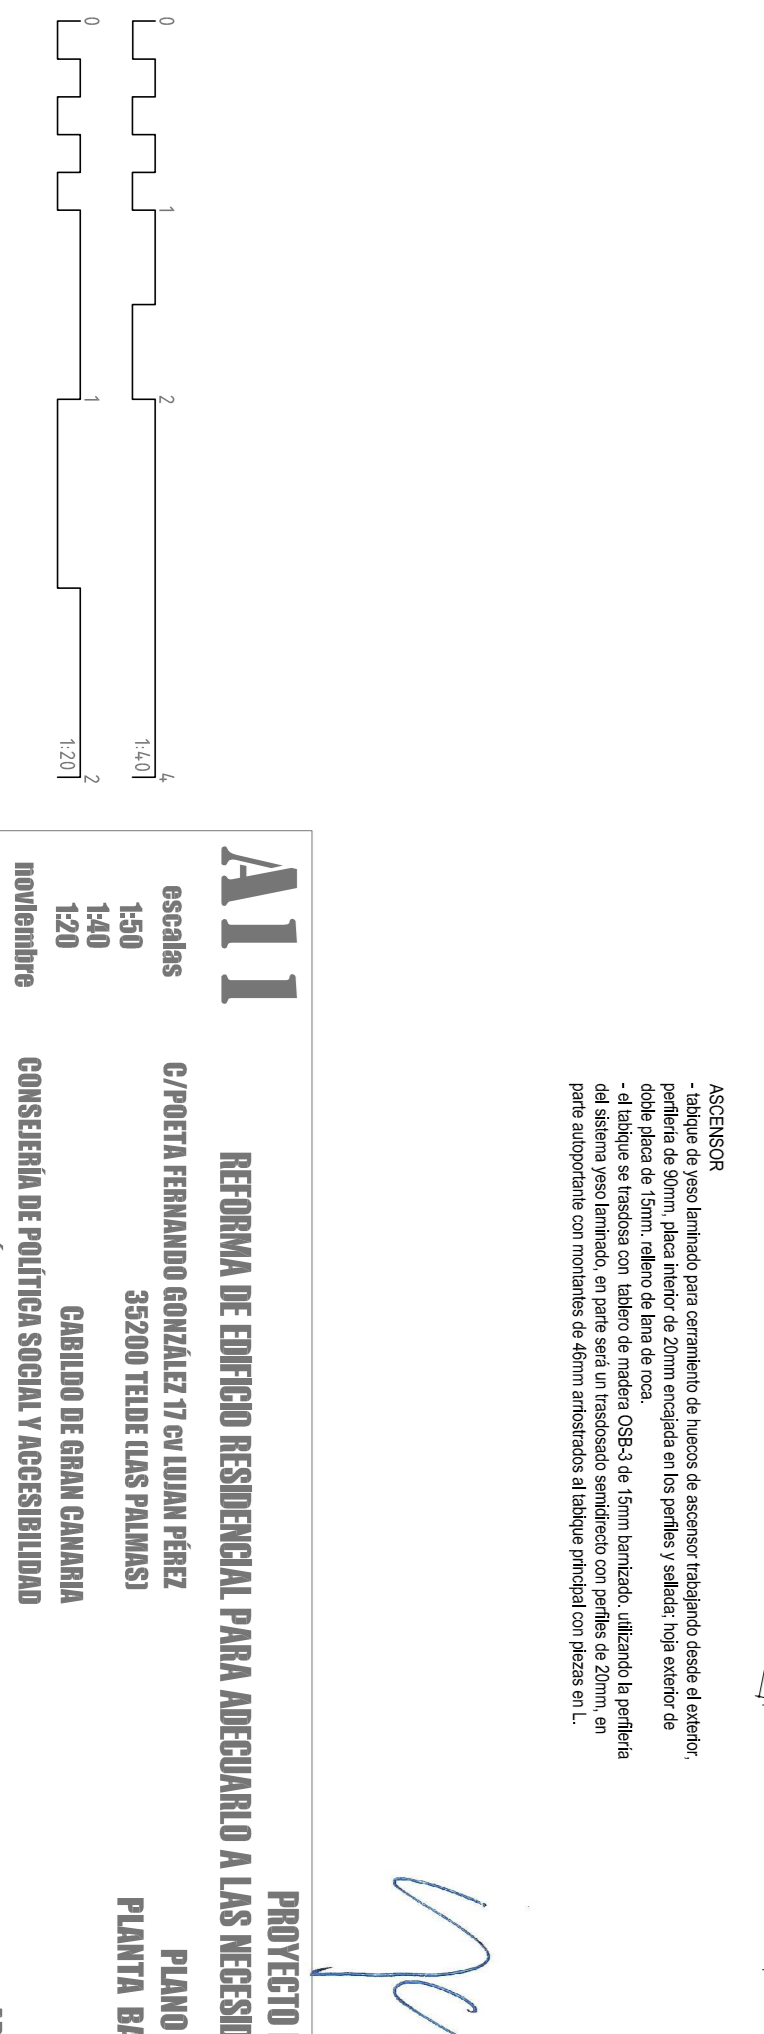 ASCENSOR
- tabique de yeso laminado para cerramiento de huecos de ascensor trabajando desde el exterior,
perfilería de 90mm, placa interior de 20mm encajada en los perfiles y sellada; hoja exterior de
doble placa de 15mm. relleno de lana de roca.
- el tabique se trasdosa con tablero de madera OSB-3 de 15mm barnizado. utilizando la perfilería
del sistema yeso laminado, en parte será un trasdosado semidirecto con perfiles de 20mm, en
parte autoportante con montantes de 46mm arriostrados al tabique principal con piezas en L.
0 1 2 4
1:40
0 1 2
1:20
A11
PROYECTO
REFORMA DE EDIFICIO RESIDENCIAL PARA ADECUARLO A LAS NECESID
escalas
C/POETA FERNANDO GONZÁLEZ 17 cv LUJAN PÉREZ
PLANO
1:50
35200 TELDE (LAS PALMAS)
PLANTA BA
1:40
1:20
CABILDO DE GRAN CANARIA
noviembre
CONSEJERÍA DE POLÍTICA SOCIAL Y ACCESIBILIDAD